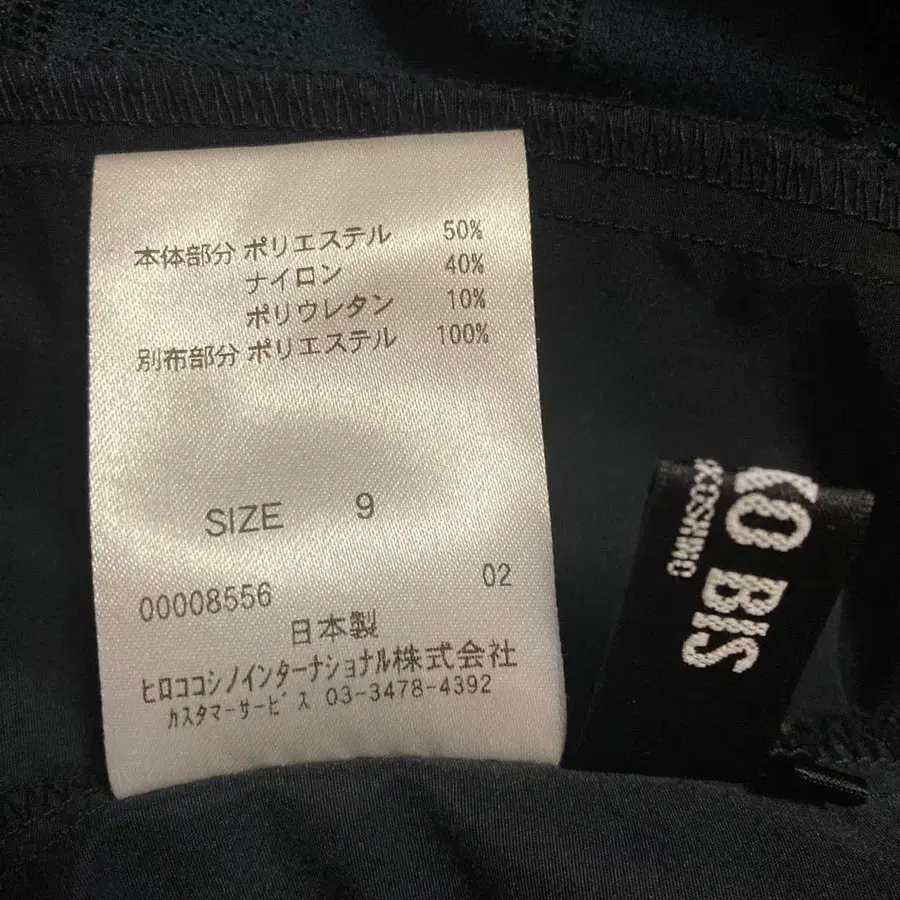 本体部分 ポリエステル 50%
ナイロン 40%
ポリウレタン 10%
別布部分 ポリエステル 100%
SIZE 9
00008556 02
日本製
ヒロココシノインターナショナル株式会社
カスタマーサービス 03-3478-4392
KO BIS
KOSHINO